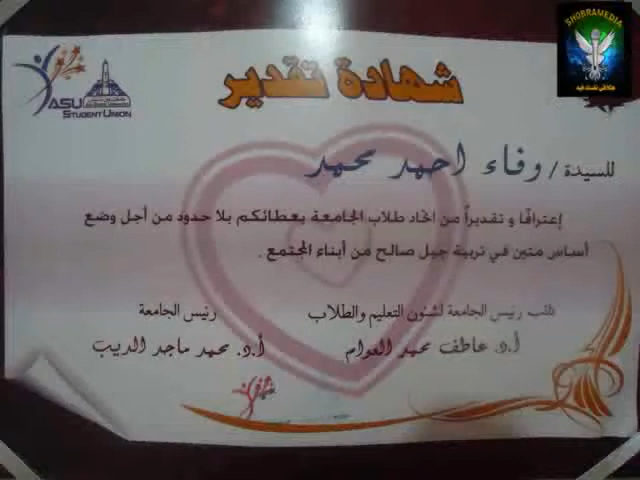 SHOBRAMEDIA
ASU
STUDENT UNION
شهادة تقدير
للسيدة / وفاء احمد محمد
إعترافًا و تقديراً من اتحاد طلاب الجامعة بعطائكم بلا حدود من أجل وضع
أساس متين في تربية جيل صالح من أبناء المجتمع .
نائب رئيس الجامعة لشئون التعليم والطلاب
أ.د. عاطف محمد العوام
رئيس الجامعة
أ.د. محمد ماجد الديب